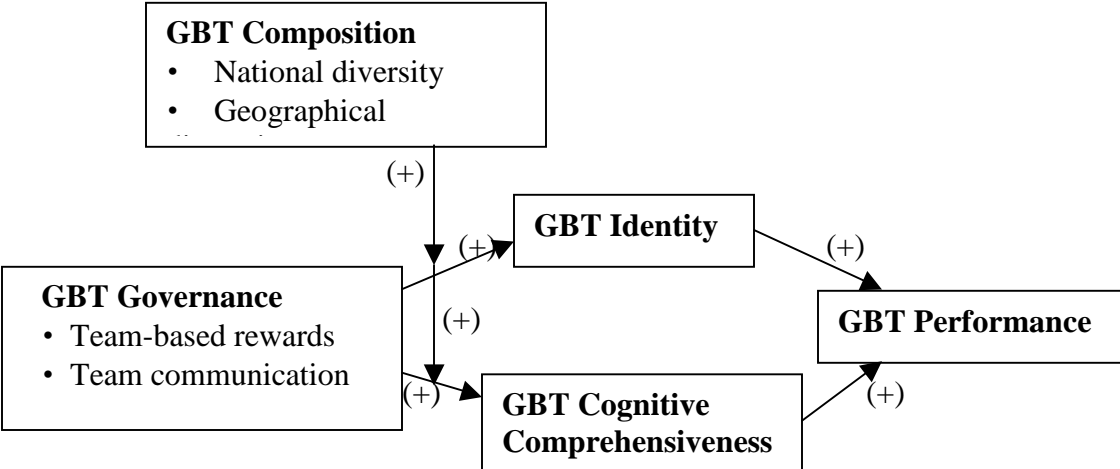 GBT Composition
• National diversity
• Geographical
(+)
GBT Identity
(+)
(+)
GBT Governance
• Team-based rewards
• Team communication
(+)
GBT Performance
(+)
GBT Cognitive
Comprehensiveness
(+)